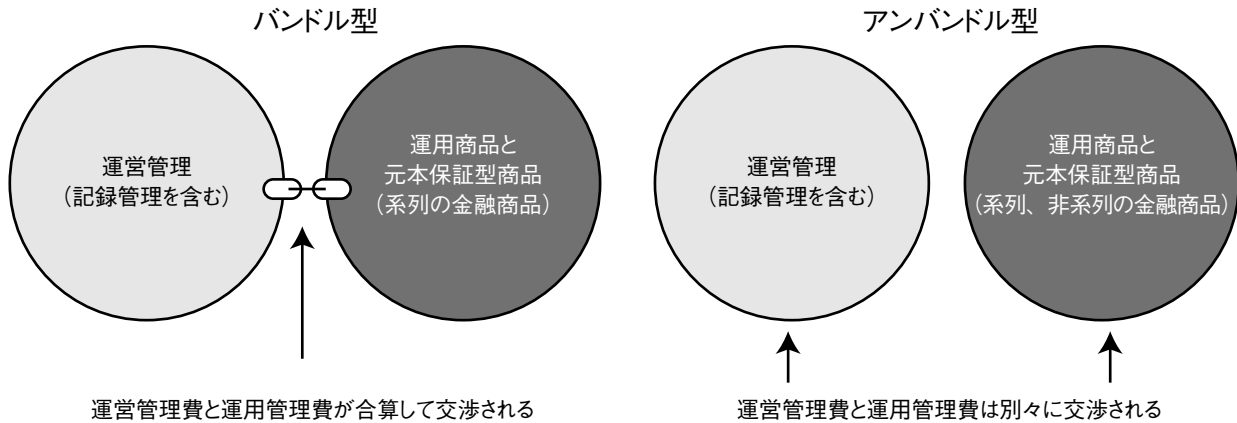 バンドル型
運営管理
（記録管理を含む）
運用商品と
元本保証型商品
（系列の金融商品）
運営管理費と運用管理費が合算して交渉される
アンバンドル型
運営管理
（記録管理を含む）
運用商品と
元本保証型商品
（系列、非系列の金融商品）
運営管理費と運用管理費は別々に交渉される